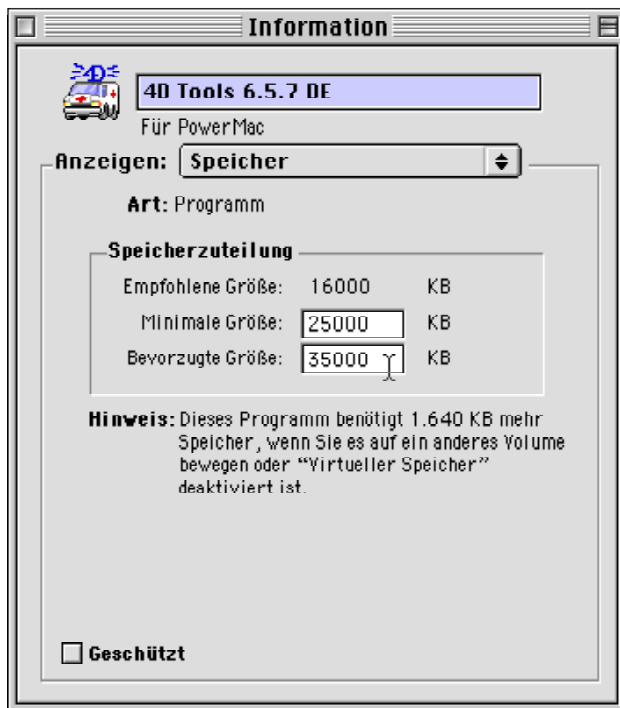 Information
4D
4D Tools 6.5.7 DE
Für PowerMac
Anzeigen: Speicher
Art: Programm
Speicherzuteilung
Empfohlene Größe: 16000 KB
Minimale Größe: 25000 KB
Bevorzugte Größe: 35000 KB
Hinweis: Dieses Programm benötigt 1.640 KB mehr
Speicher, wenn Sie es auf ein anderes Volume
bewegen oder “Virtueller Speicher”
deaktiviert ist.
Geschützt